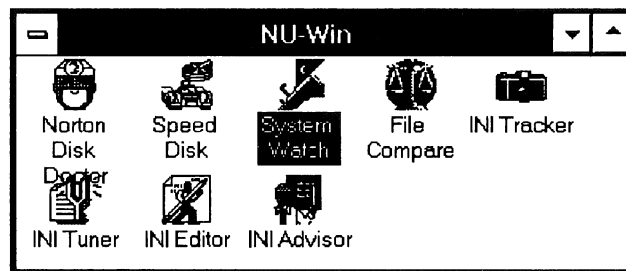 NU-Win
Norton Disk Doctor
Speed Disk
System Watch
File Compare
INI Tracker
INI Tuner
INI Editor
INI Advisor